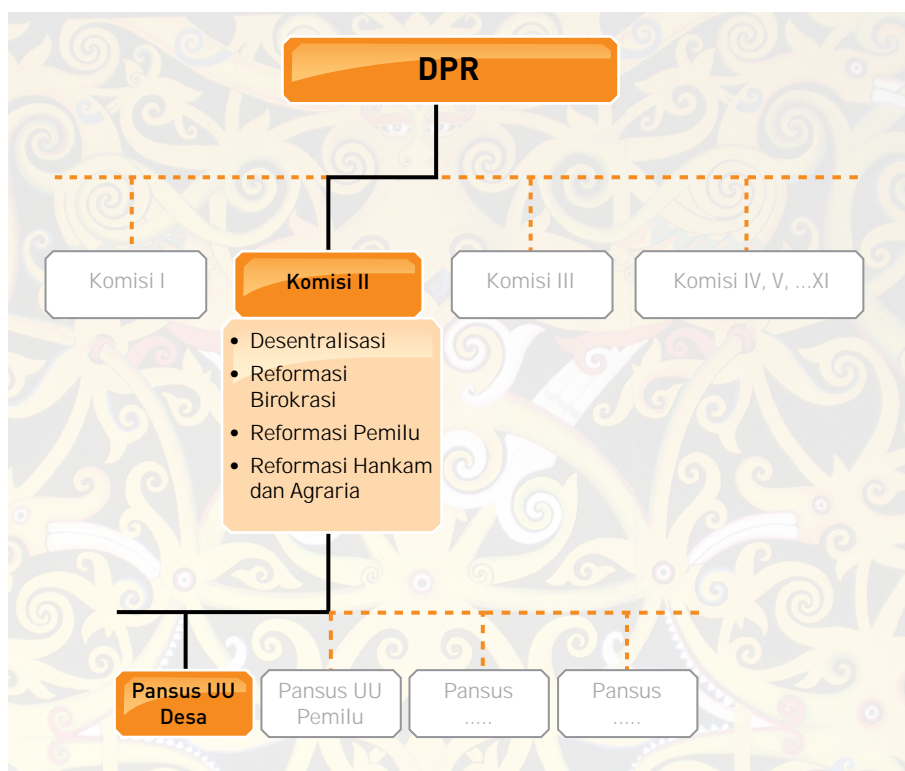 DPR
Komisi I
Komisi II
Komisi III
Komisi IV, V, ...XI
• Desentralisasi
• Reformasi
Birokrasi
• Reformasi Pemilu
• Reformasi Hankam
dan Agraria
Pansus UU
Desa
Pansus UU
Pemilu
Pansus
.....
Pansus
.....